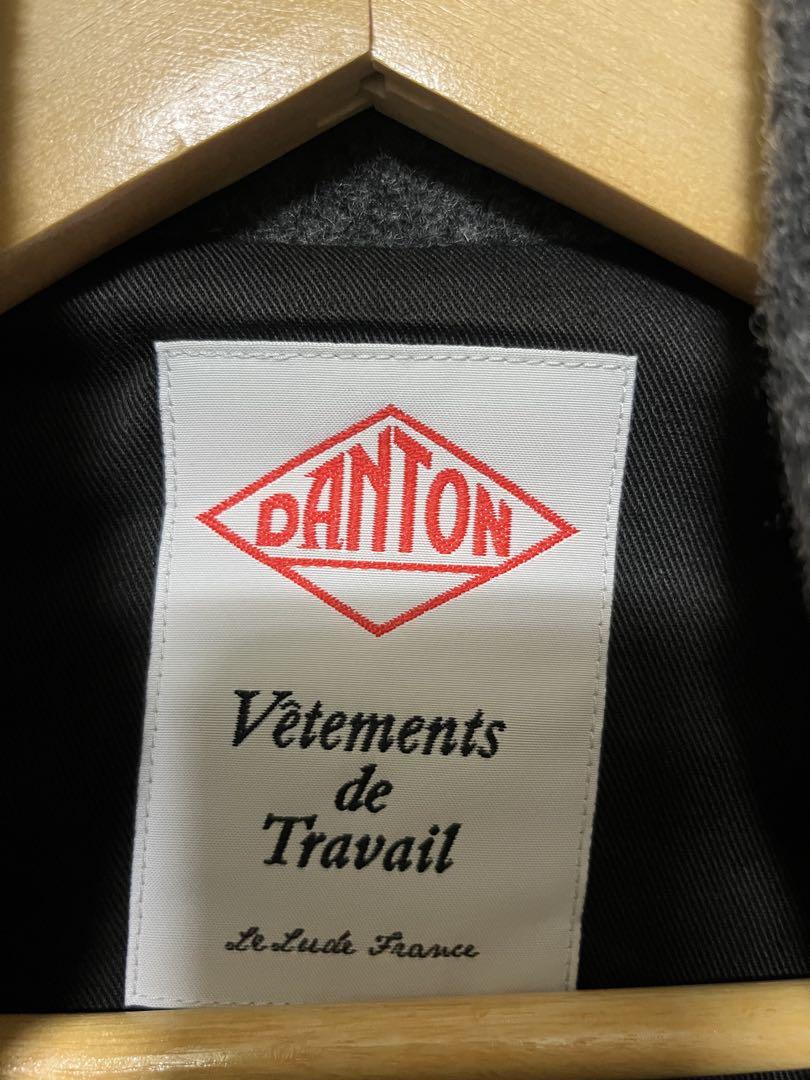 DANTON
Vêtements
de
Travail
Le Lude France